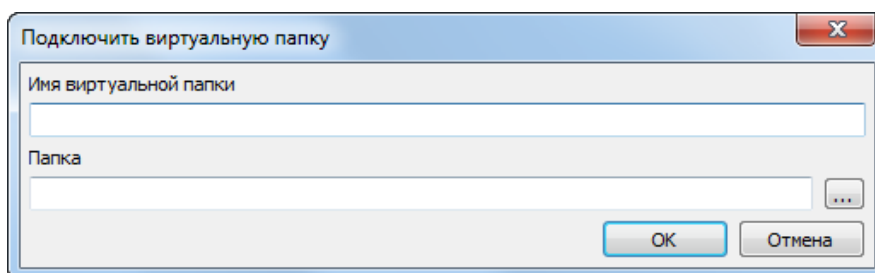 Подключить виртуальную папку
Имя виртуальной папки
Папка
...
OK Отмена